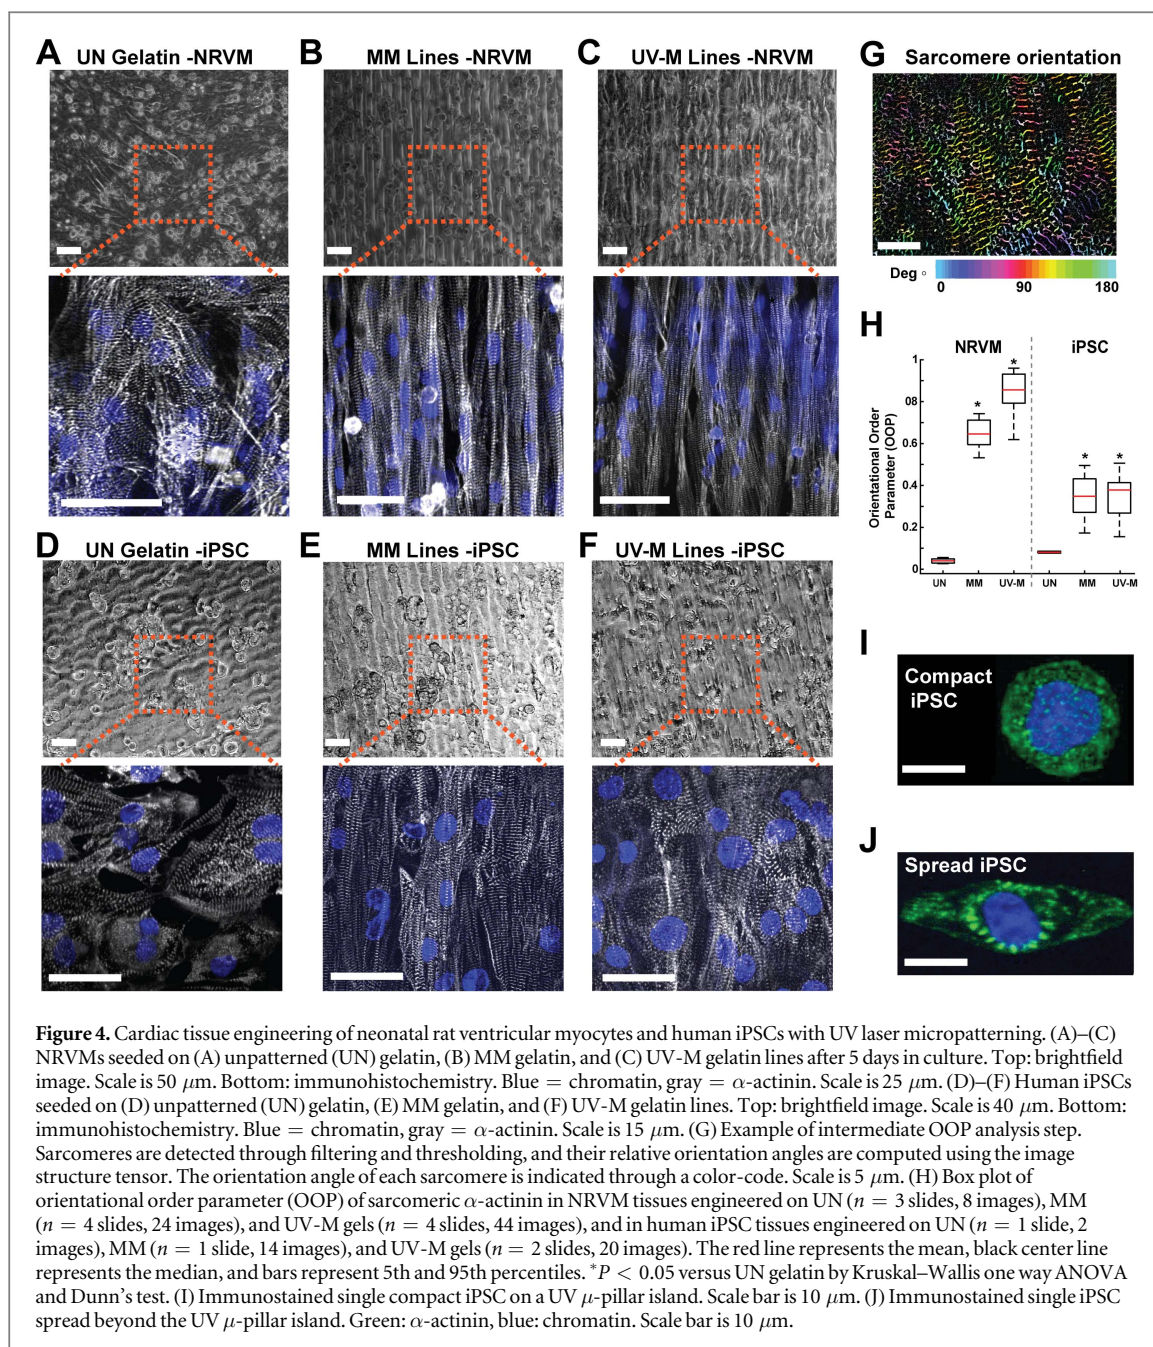 A UN Gelatin -NRVM
B MM Lines -NRVM
C UV-M Lines -NRVM
G Sarcomere orientation
Deg °
0 90 180
H
NRVM iPSC
Orientational Order
Parameter (OOP)
1
0.8
0.6
0.4
0.2
0
* * * *
UN MM UV-M UN MM UV-M
D UN Gelatin -iPSC
E MM Lines -iPSC
F UV-M Lines -iPSC
I
Compact
iPSC
J
Spread iPSC
Figure 4. Cardiac tissue engineering of neonatal rat ventricular myocytes and human iPSCs with UV laser micropatterning. (A)–(C)
NRVMs seeded on (A) unpatterned (UN) gelatin, (B) MM gelatin, and (C) UV-M gelatin lines after 5 days in culture. Top: brightfield
image. Scale is 50 μm. Bottom: immunohistochemistry. Blue = chromatin, gray = α-actinin. Scale is 25 μm. (D)–(F) Human iPSCs
seeded on (D) unpatterned (UN) gelatin, (E) MM gelatin, and (F) UV-M gelatin lines. Top: brightfield image. Scale is 40 μm. Bottom:
immunohistochemistry. Blue = chromatin, gray = α-actinin. Scale is 15 μm. (G) Example of intermediate OOP analysis step.
Sarcomeres are detected through filtering and thresholding, and their relative orientation angles are computed using the image
structure tensor. The orientation angle of each sarcomere is indicated through a color-code. Scale is 5 μm. (H) Box plot of
orientational order parameter (OOP) of sarcomeric α-actinin in NRVM tissues engineered on UN (n = 3 slides, 8 images), MM
(n = 4 slides, 24 images), and UV-M gels (n = 4 slides, 44 images), and in human iPSC tissues engineered on UN (n = 1 slide, 2
images), MM (n = 1 slide, 14 images), and UV-M gels (n = 2 slides, 20 images). The red line represents the mean, black center line
represents the median, and bars represent 5th and 95th percentiles. *P < 0.05 versus UN gelatin by Kruskal–Wallis one way ANOVA
and Dunn's test. (I) Immunostained single compact iPSC on a UV μ-pillar island. Scale bar is 10 μm. (J) Immunostained single iPSC
spread beyond the UV μ-pillar island. Green: α-actinin, blue: chromatin. Scale bar is 10 μm.